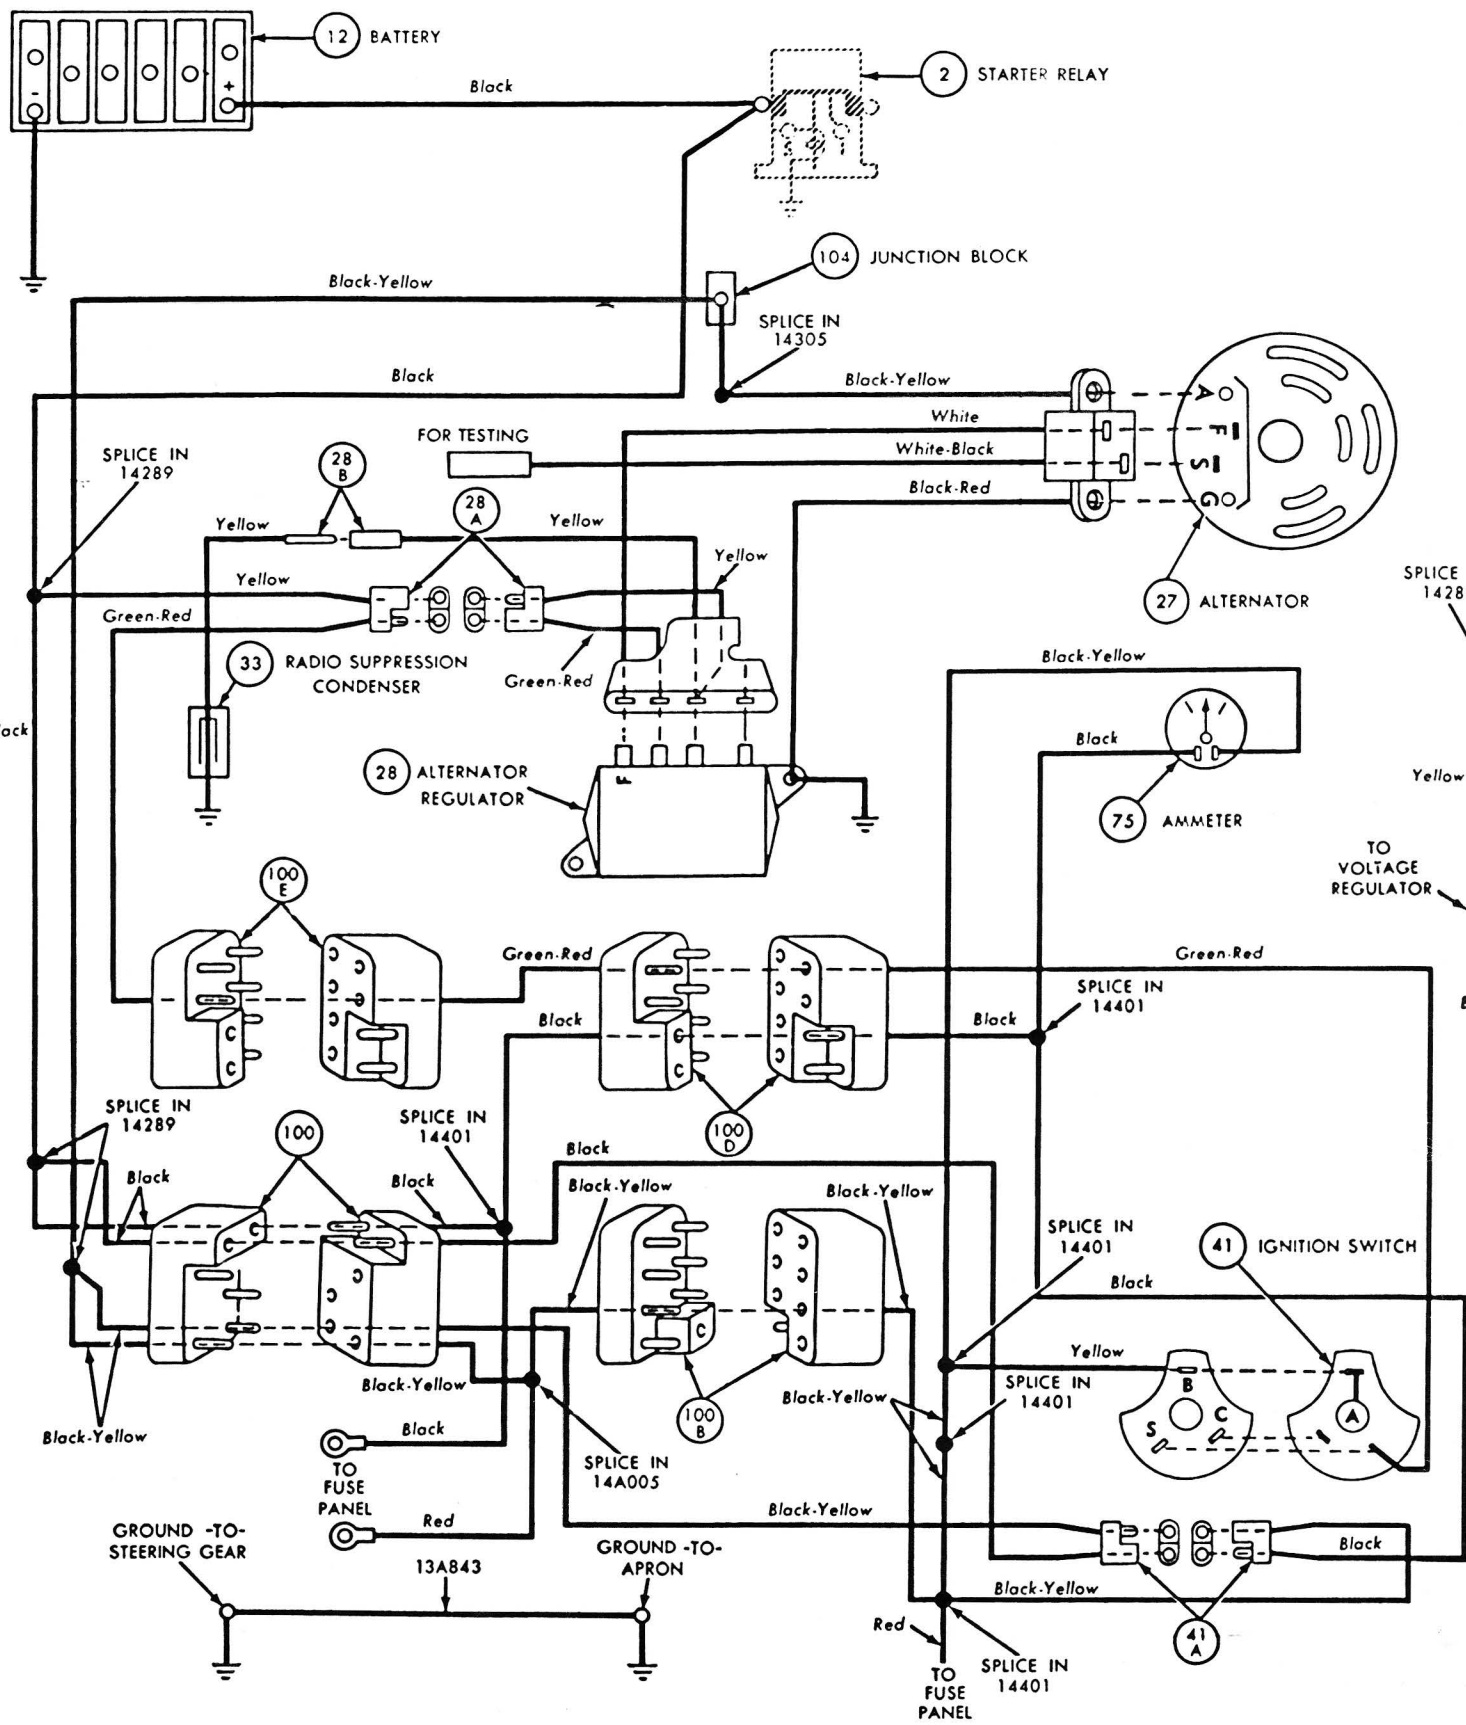 12 BATTERY
2 STARTER RELAY
-
+
Black
104 JUNCTION BLOCK
Black-Yellow
SPLICE IN
14305
Black
Black-Yellow
A
White
F
FOR TESTING
White-Black
S
SPLICE IN
14289
28
B
Black-Red
G
28
A
Yellow
Yellow
Yellow
Yellow
SPLICE
1428
27 ALTERNATOR
Green-Red
33 RADIO SUPPRESSION
CONDENSER
Green-Red
Black-Yellow
ack
Black
28 ALTERNATOR
REGULATOR
F
Yellow
75 AMMETER
TO
VOLTAGE
REGULATOR
100
E
Green-Red
Green-Red
SPLICE IN
14401
Black
Black
C
C
C
C
SPLICE IN
14289
100
SPLICE IN
14401
100
D
Black
Black
Black
Black-Yellow
Black-Yellow
C
C
SPLICE IN
14401
41 IGNITION SWITCH
Black
C
Yellow
Black-Yellow
B
SPLICE IN
14401
Black-Yellow
100
B
S
C
A
Black-Yellow
Black
TO
FUSE
PANEL
SPLICE IN
14A005
Red
Black-Yellow
GROUND -TO-
STEERING GEAR
13A843
GROUND -TO-
APRON
Black
Black-Yellow
Red
41
A
TO
FUSE
PANEL
SPLICE IN
14401